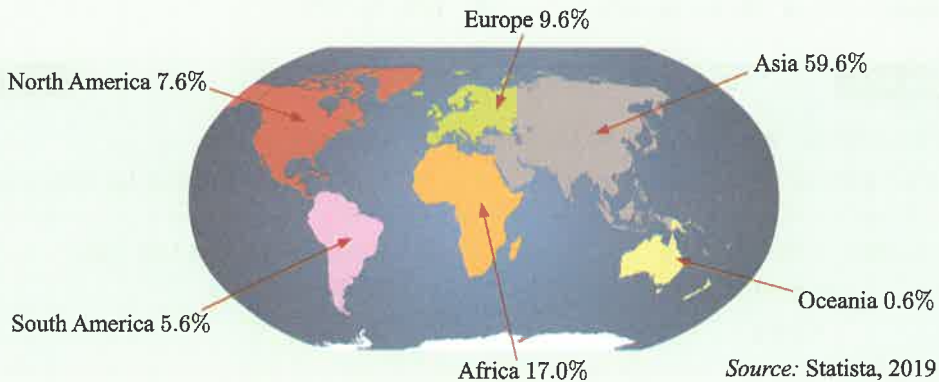 Europe 9.6%
North America 7.6%
Asia 59.6%
South America 5.6%
Oceania 0.6%
Africa 17.0%
Source: Statista, 2019